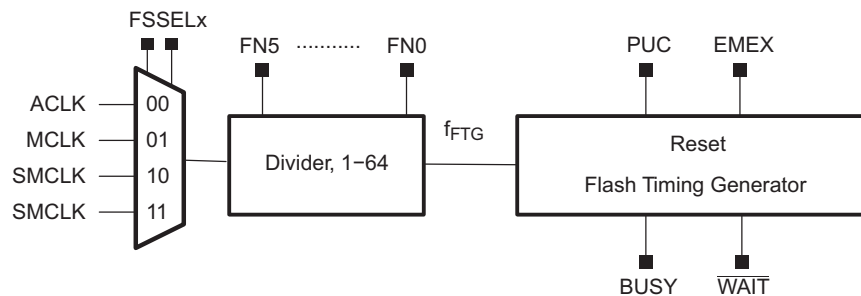 FSSELx
FN5 ........... FN0
PUC EMEX
ACLK 00
MCLK 01
SMCLK 10
SMCLK 11
Divider, 1−64
fFTG
Reset
Flash Timing Generator
BUSY WAIT